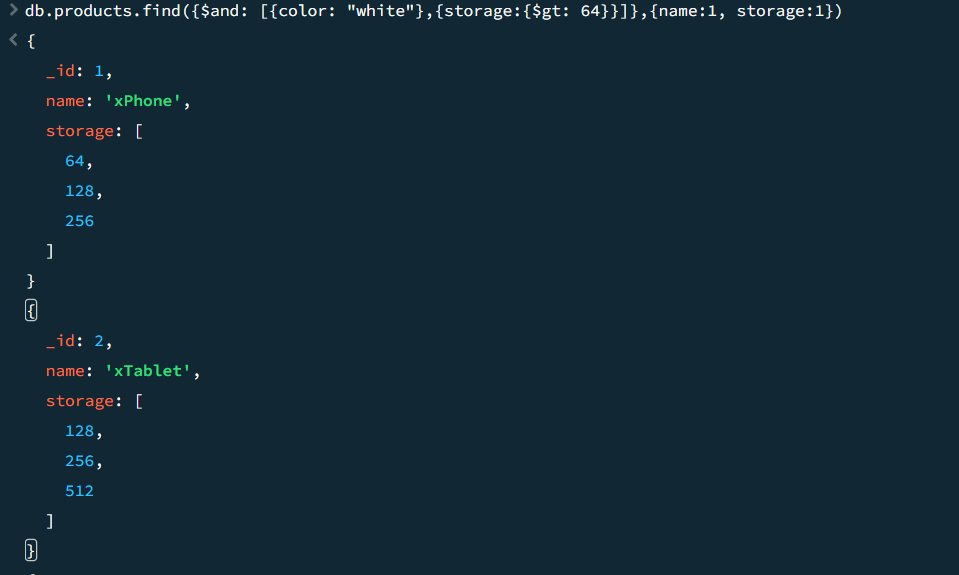 > db.products.find({$and: [{color: "white"},{storage:{$gt: 64}}]},{name:1, storage:1})
< {
_id: 1,
name: 'xPhone',
storage: [
64,
128,
256
]
}
{
_id: 2,
name: 'xTablet',
storage: [
128,
256,
512
]
}